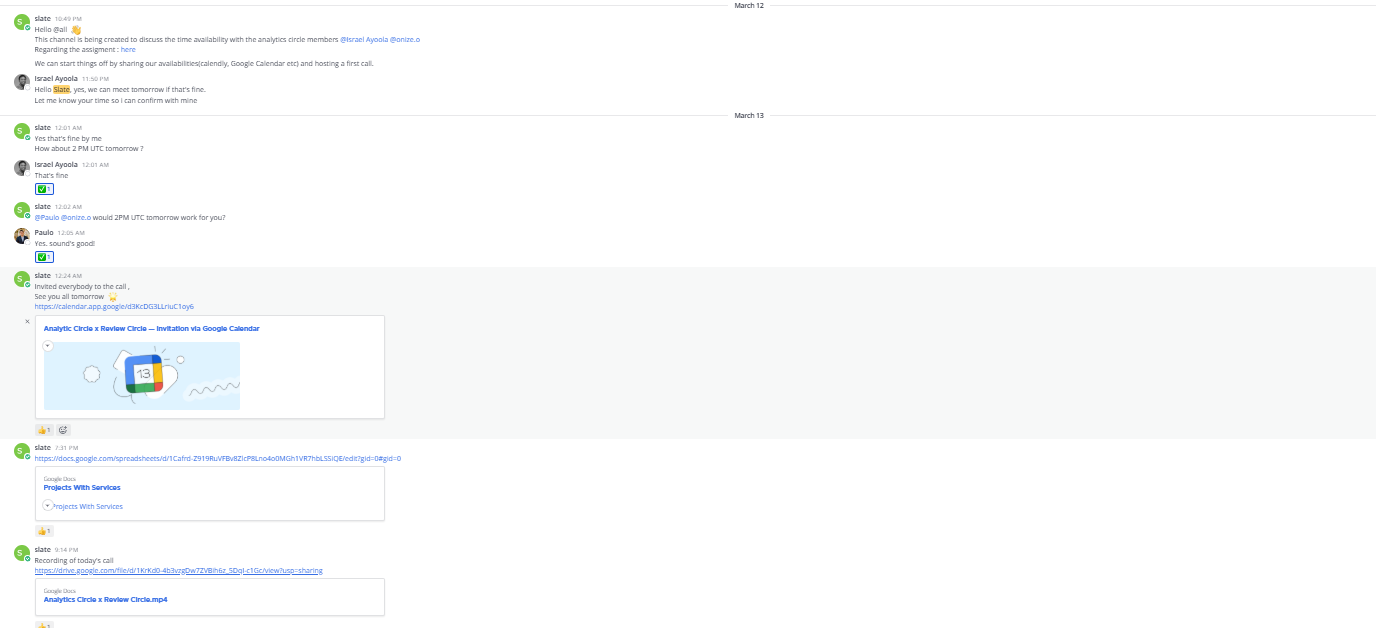 March 12
slate 10:49 PM
Hello @all
This channel is being created to discuss the time availability with the analytics circle members @Israel Ayoola @onize.o
Regarding the assigment : here
We can start things off by sharing our availabilities(calendly, Google Calendar etc) and hosting a first call.
Israel Ayoola 11:50 PM
Hello Slate, yes, we can meet tomorrow if that's fine.
Let me know your time so i can confirm with mine
March 13
slate 12:01 AM
Yes that's fine by me
How about 2 PM UTC tomorrow ?
Israel Ayoola 12:01 AM
That's fine
1
slate 12:02 AM
@Paulo @onize.o would 2PM UTC tomorrow work for you?
Paulo 12:05 AM
Yes, sound's good!
1
slate 12:24 AM
Invited everybody to the call ,
See you all tomorrow
https://calendar.app.google/d3KcDG3LLriuC1oy6
Analytic Circle x Review Circle — Invitation via Google Calendar
13
1
slate 7:31 PM
https://docs.google.com/spreadsheets/d/1Cafrd-Z919RuVFBv8ZIcP8Lno4o0MGh1VR7hbLSSiQE/edit?gid=0#gid=0
Google Docs
Projects With Services
Projects With Services
1
slate 9:14 PM
Recording of today's call
https://drive.google.com/file/d/1KrKd0-4b3vzgDw7ZVBih6z_5DqI-c1Gc/view?usp=sharing
Google Docs
Analytics Circle x Review Circle.mp4
1